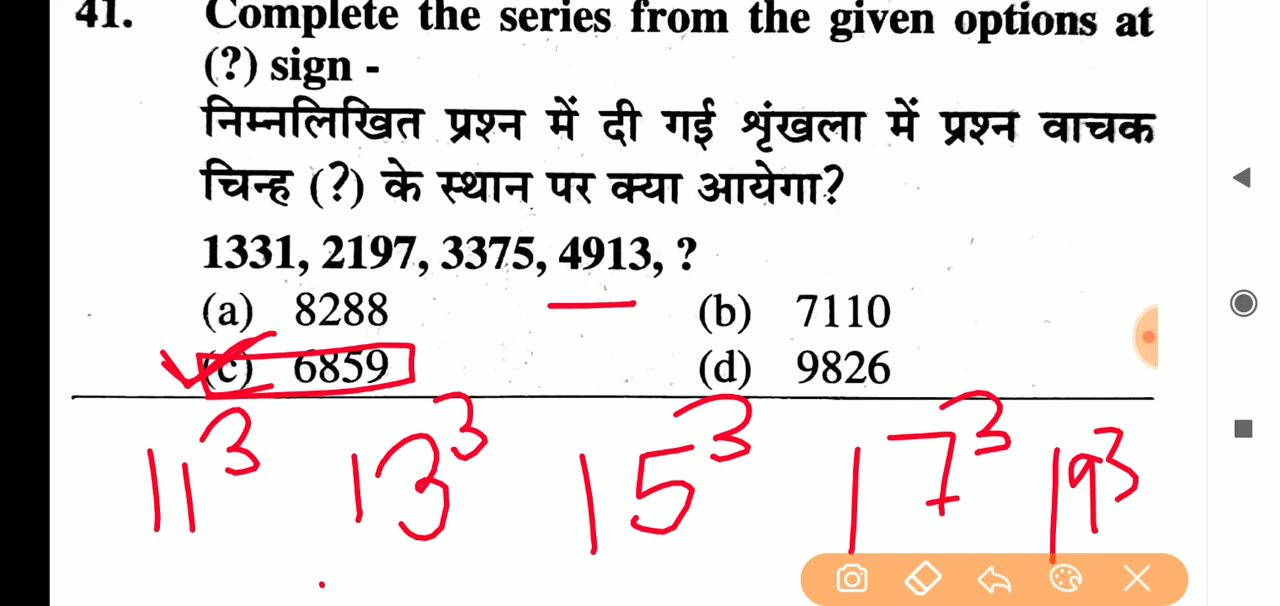 41. Complete the series from the given options at
(?) sign -
निम्नलिखित प्रश्न में दी गई शृंखला में प्रश्न वाचक
चिन्ह (?) के स्थान पर क्या आयेगा?
1331, 2197, 3375, 4913, ?
(a) 8288 (b) 7110
(c) 6859 (d) 9826
11³ 13³ 15³ 17³ 19³